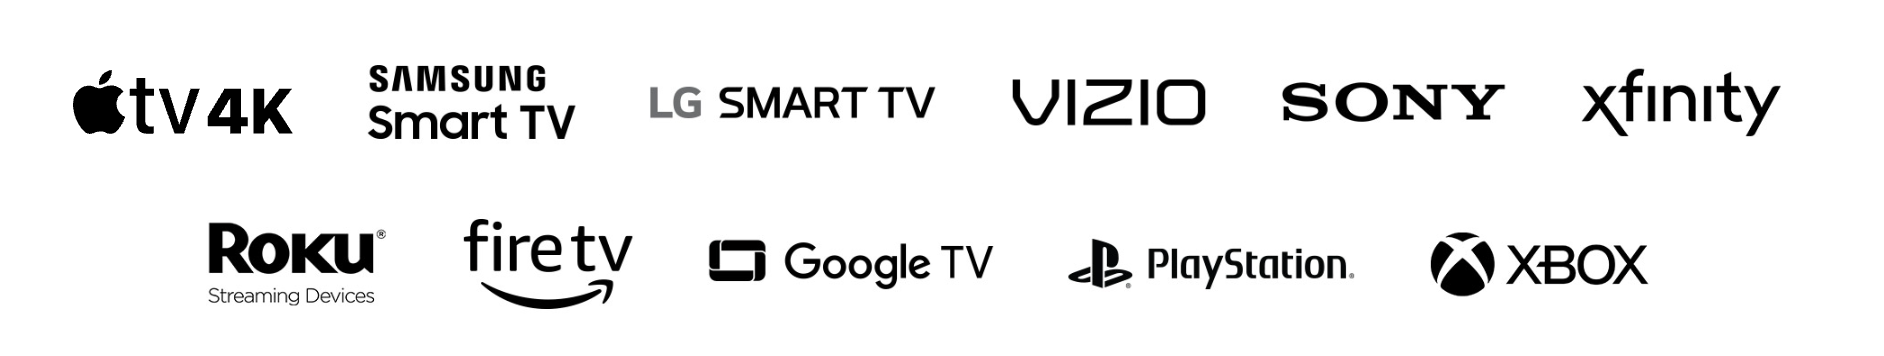 tv 4K
SAMSUNG
Smart TV
LG SMART TV
VIZIO
SONY
xfinity
ROKU®
Streaming Devices
fire tv
Google TV
PlayStation®
XBOX